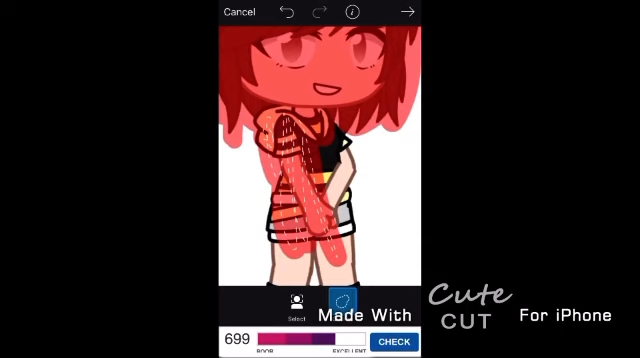 Cancel
Select
Made With
Cute
CUT
For iPhone
699
POOR
EXCELLENT
CHECK